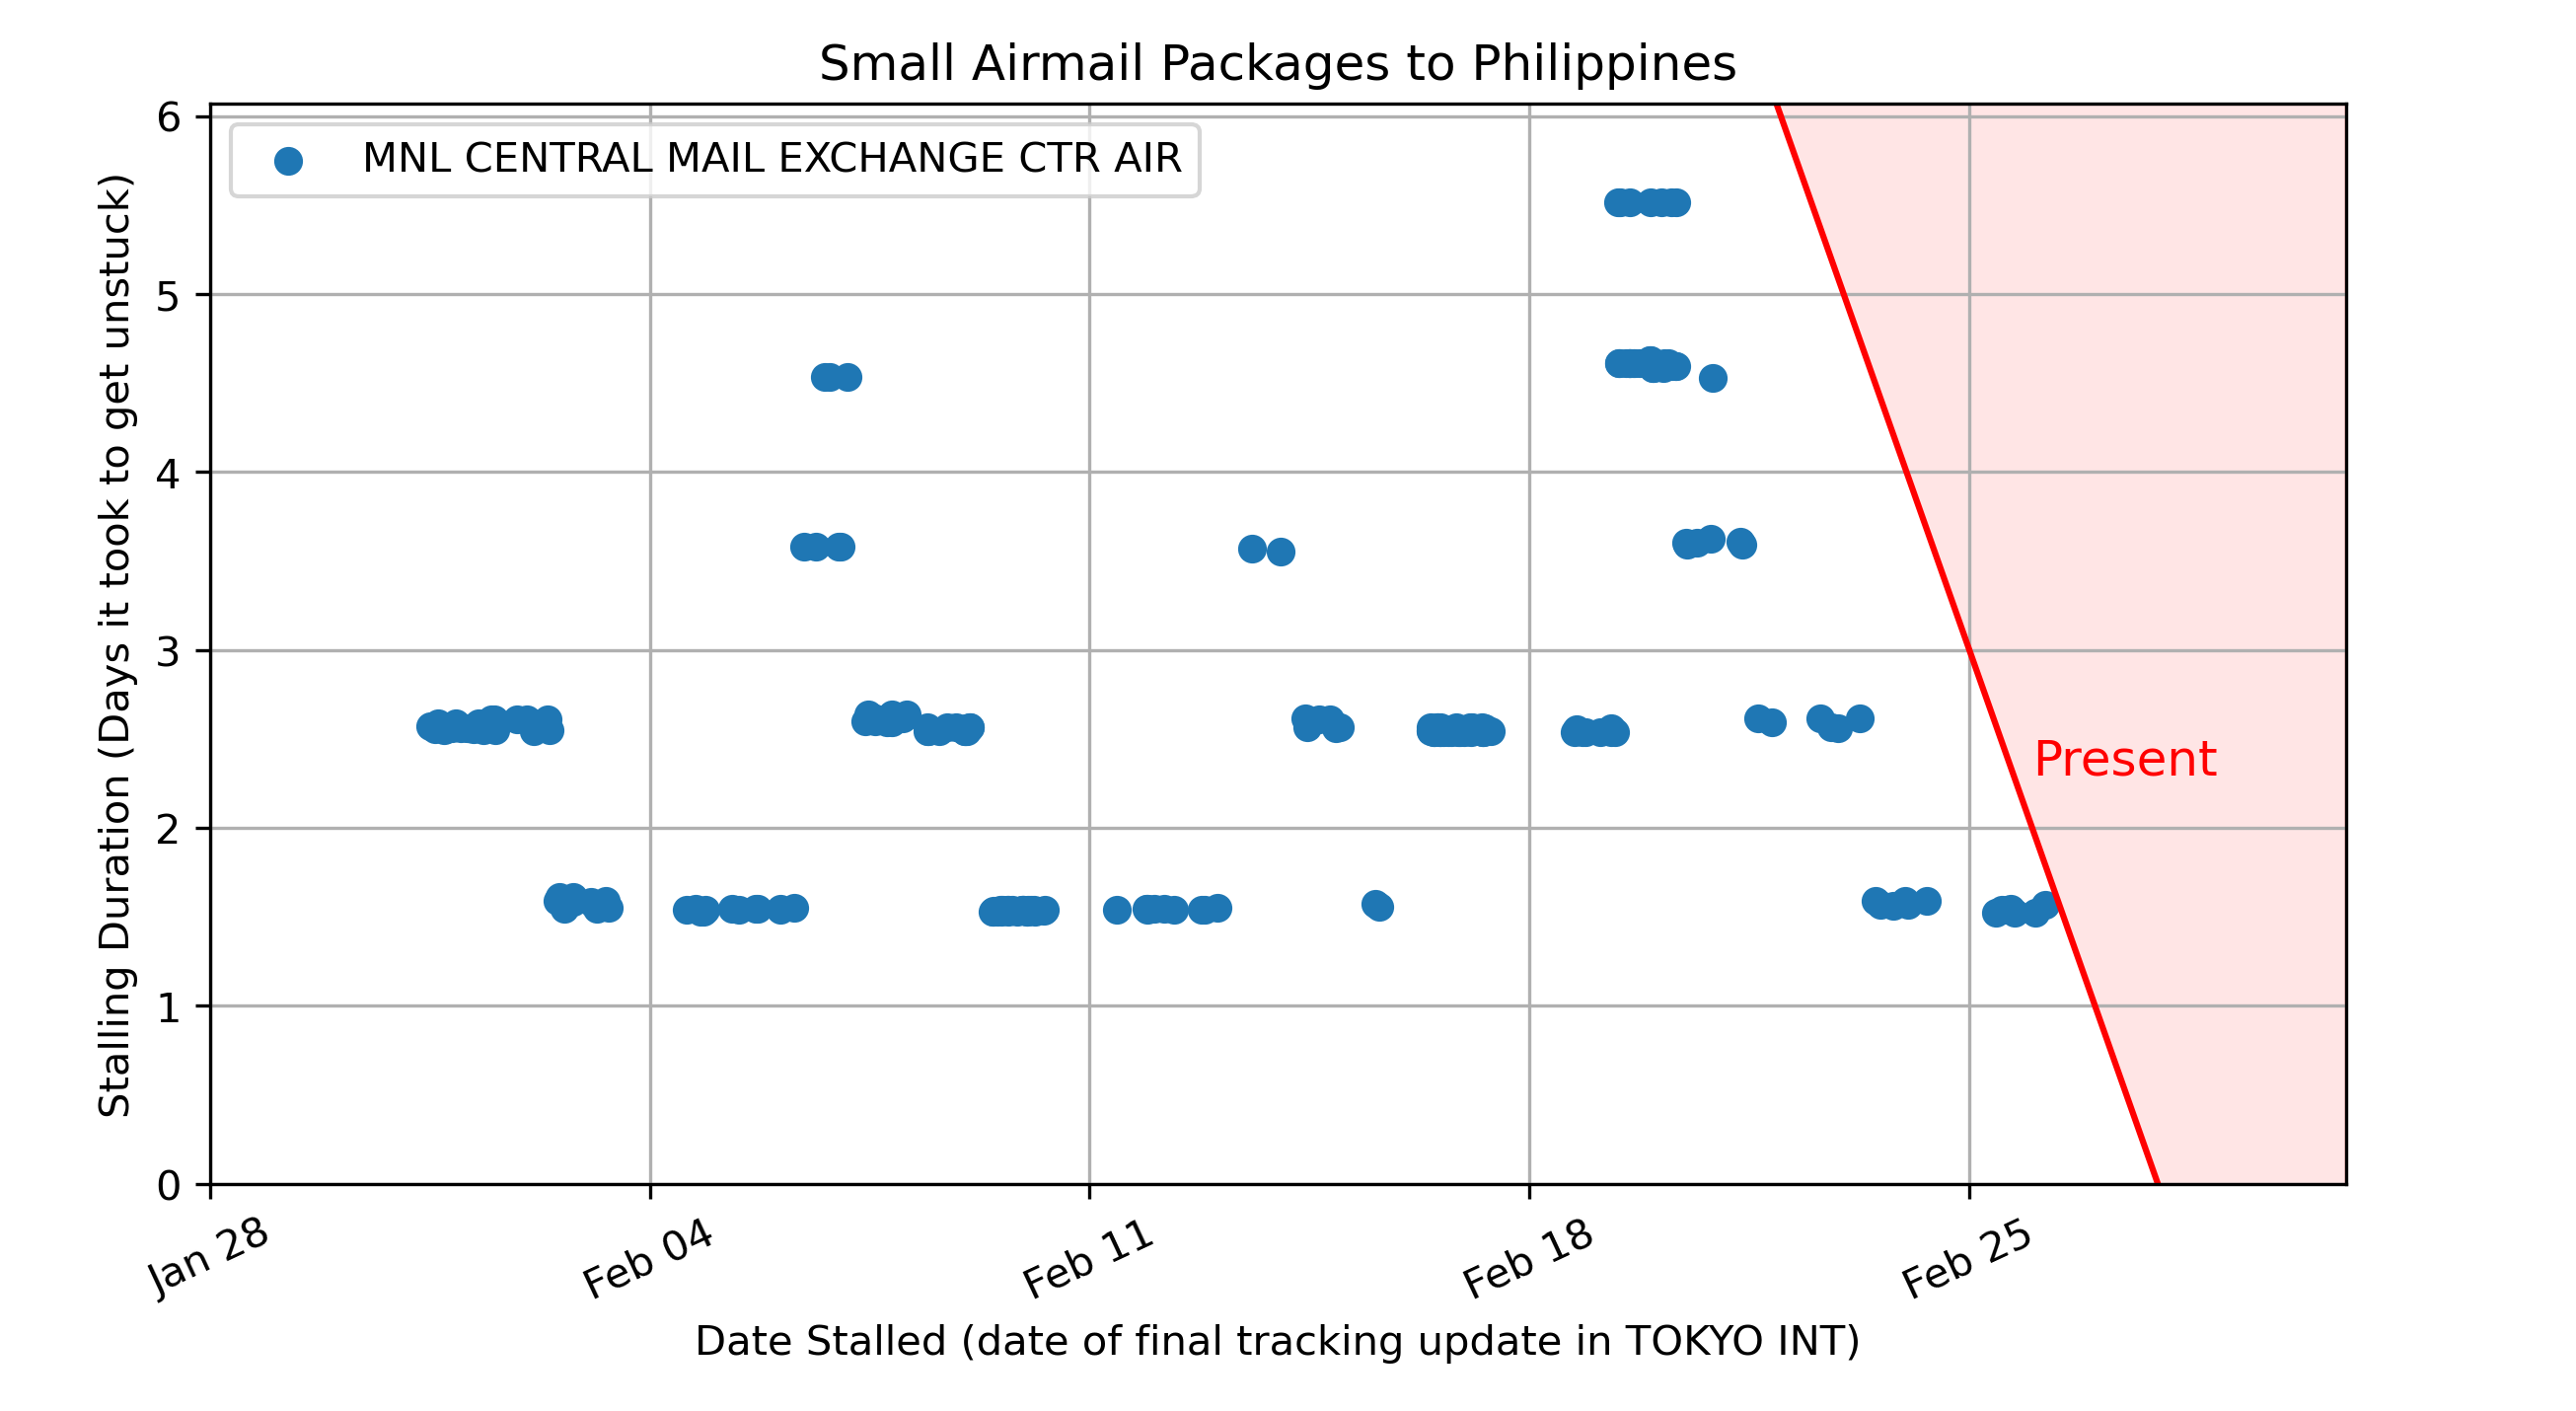 Small Airmail Packages to Philippines
MNL CENTRAL MAIL EXCHANGE CTR AIR
Stalling Duration (Days it took to get unstuck)
6
5
4
3
2
1
0
Present
Jan 28
Feb 04
Feb 11
Feb 18
Feb 25
Date Stalled (date of final tracking update in TOKYO INT)